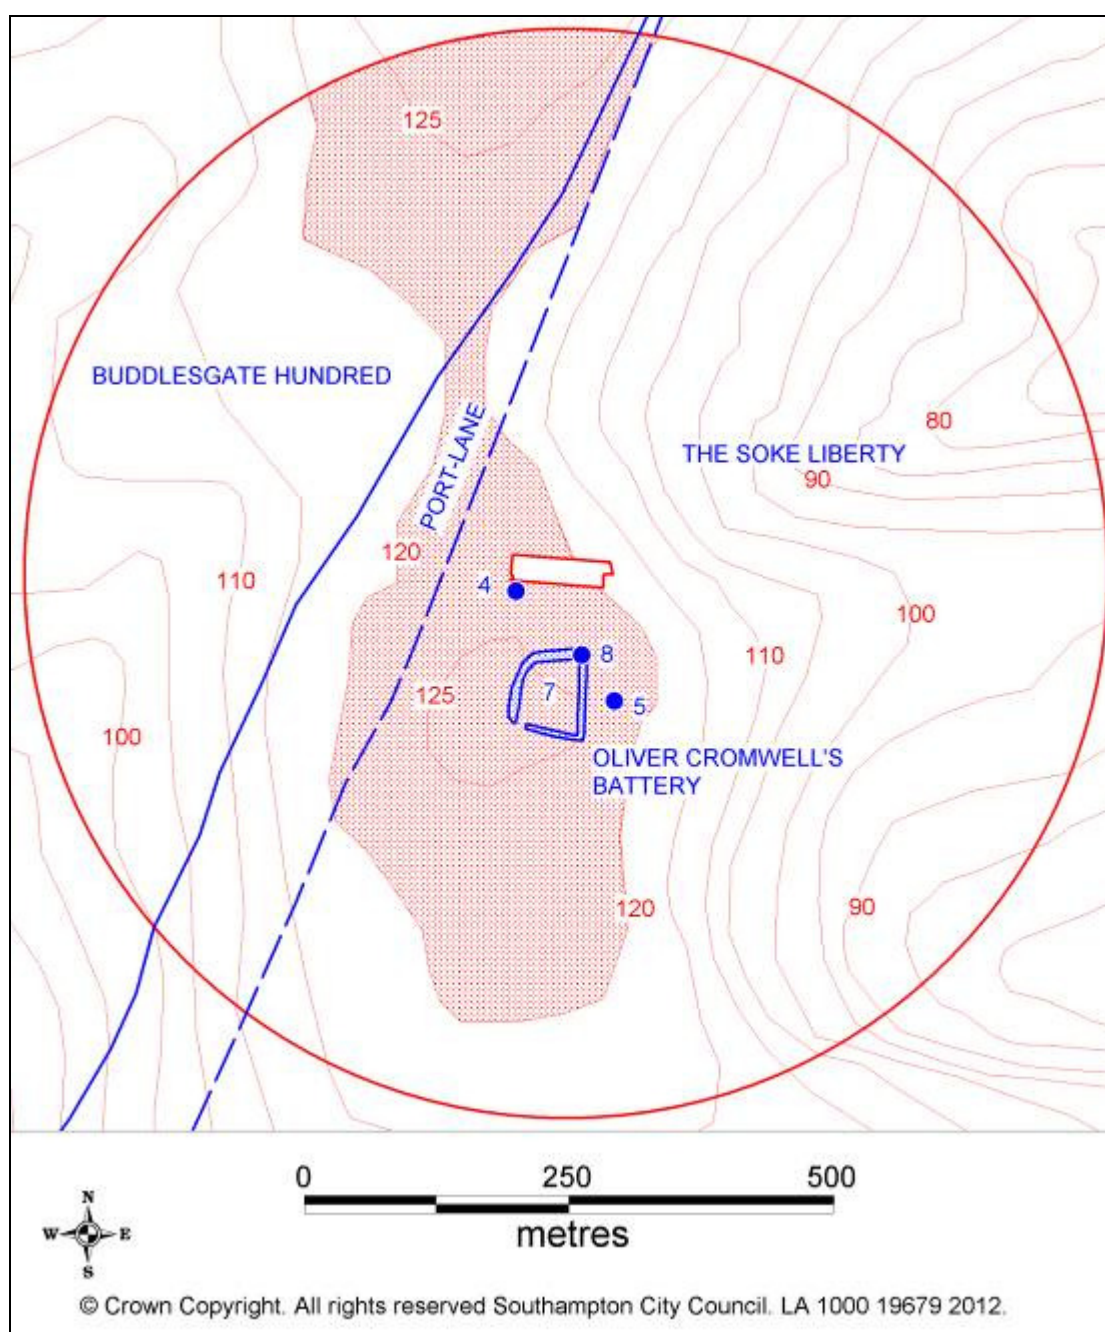 125
BUDDLESGATE HUNDRED
PORT-LANE
80
THE SOKE LIBERTY
90
120
110
4
100
8
110
7
125
5
100
OLIVER CROMWELL'S
BATTERY
120
90
0 250 500
metres
N
W E
S
© Crown Copyright. All rights reserved Southampton City Council. LA 1000 19679 2012.